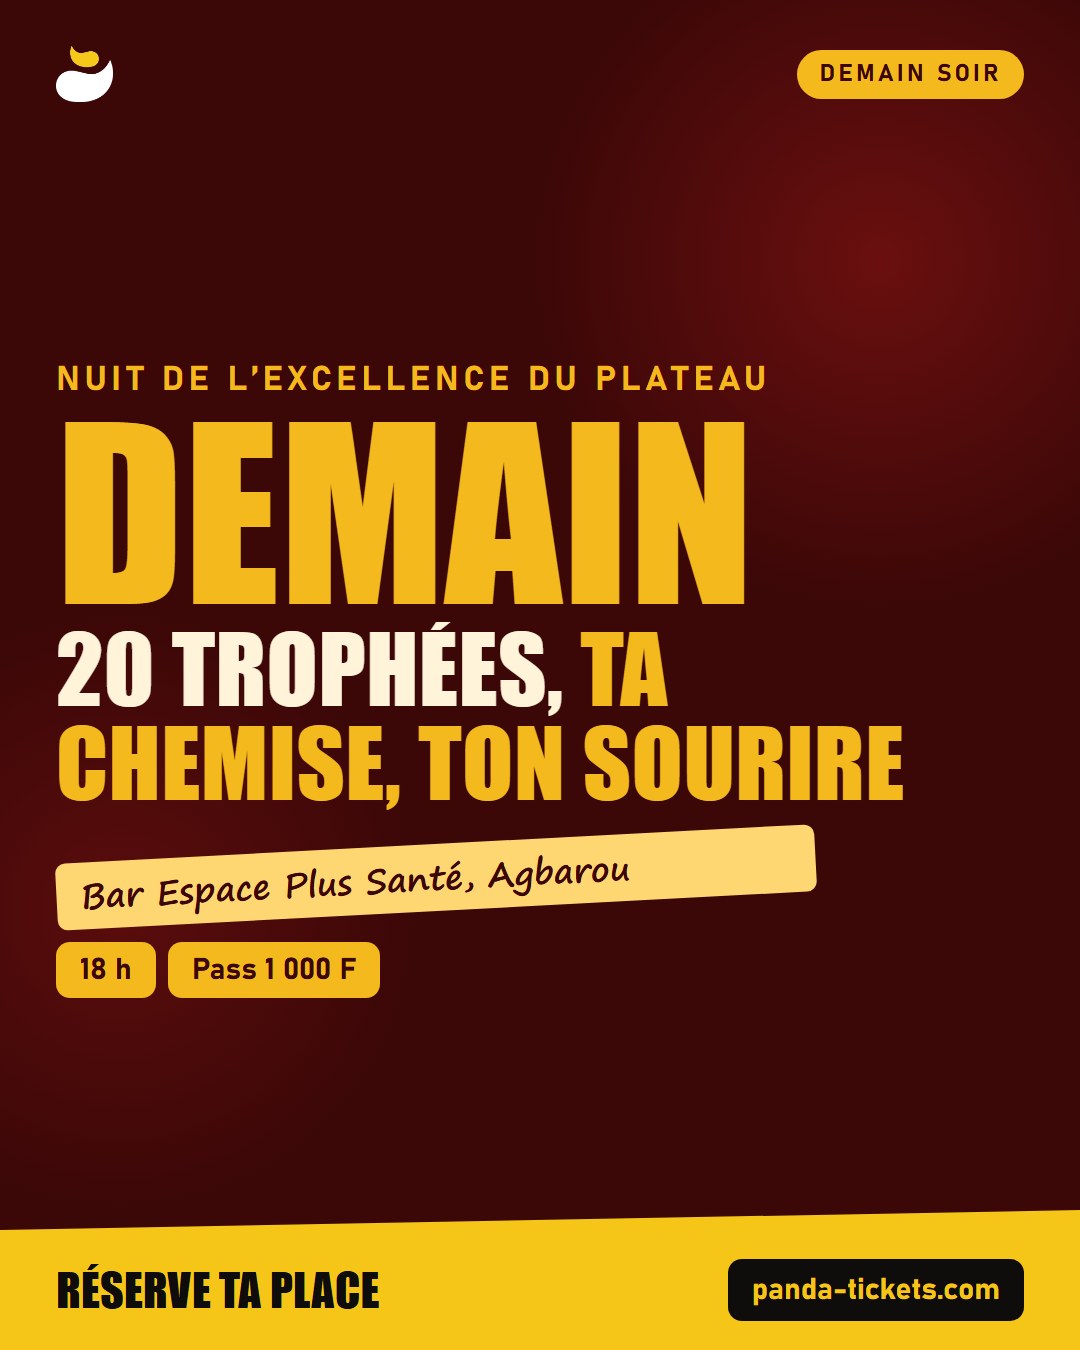 DEMAIN SOIR
NUIT DE L’EXCELLENCE DU PLATEAU
DEMAIN
20 TROPHÉES, TA
CHEMISE, TON SOURIRE
Bar Espace Plus Santé, Agbarou
18 h
Pass 1 000 F
RÉSERVE TA PLACE
panda-tickets.com